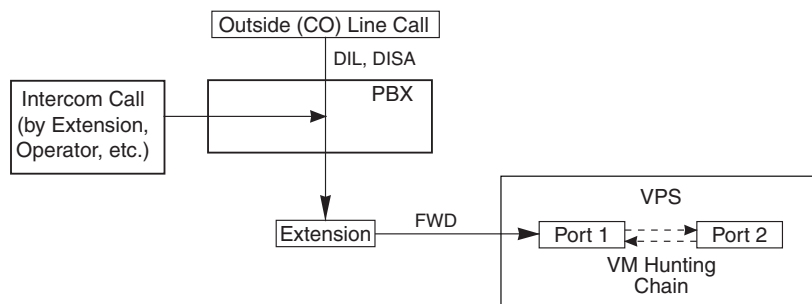 Outside (CO) Line Call
DIL, DISA
PBX
Intercom Call
(by Extension,
Operator, etc.)
VPS
Extension
FWD
Port 1
Port 2
VM Hunting
Chain